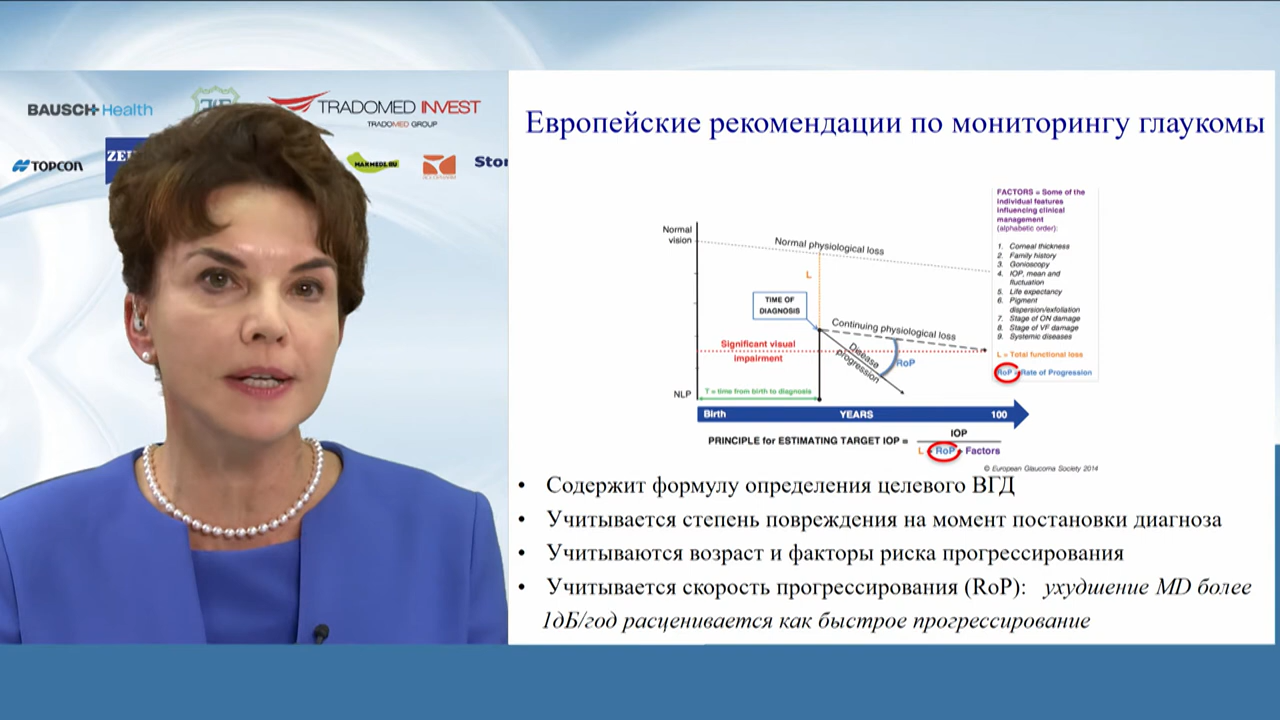 BAUSCH+Health
TRADOMED INVEST
TRADOMED GROUP
TOPCON
MARMEDI.RU
Stor
Европейские рекомендации по мониторингу глаукомы
FACTORS = Some of the
individual features
influencing clinical
management
(alphabetic order):
1. Corneal thickness
2. Family history
3. Gonioscopy
4. IOP, mean and
fluctuation
5. Life expectancy
6. Pigment
dispersion/exfoliation
7. Stage of ON damage
8. Stage of VF damage
9. Systemic diseases
L = Total functional loss
RoP = Rate of Progression
Normal
vision
Normal physiological loss
L
TIME OF
DIAGNOSIS
Continuing physiological loss
Significant visual
impairment
Disease
progression
RoP
T = time from birth to diagnosis
NLP
Birth YEARS 100
PRINCIPLE for ESTIMATING TARGET IOP =
IOP
L + RoP + Factors
© European Glaucoma Society 2014
• Содержит формулу определения целевого ВГД
• Учитывается степень повреждения на момент постановки диагноза
• Учитываются возраст и факторы риска прогрессирования
• Учитывается скорость прогрессирования (RoP): ухудшение MD более
1дБ/год расценивается как быстрое прогрессирование